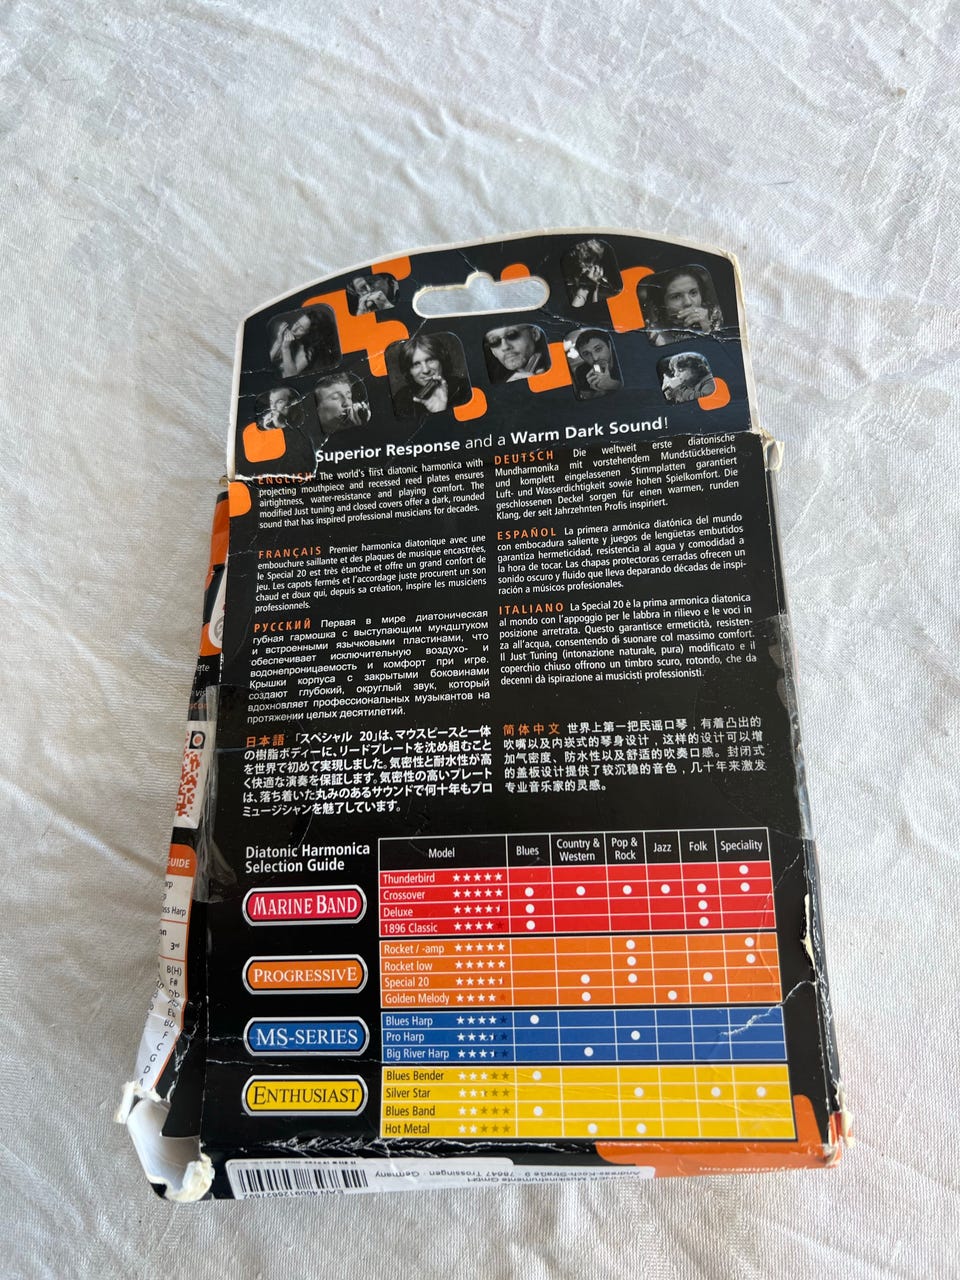 Superior Response and a Warm Dark Sound!
ENGLISH The world's first diatonic harmonica with
projecting mouthpiece and recessed reed plates ensures
airtightness, water-resistance and playing comfort. The
modified Just tuning and closed covers offer a dark, rounded
sound that has inspired professional musicians for decades.
FRANÇAIS Premier harmonica diatonique avec une
embouchure saillante et des plaques de musique encastrées,
le Special 20 est très étanche et offre un grand confort de
jeu. Les capots fermés et l'accordage juste procurent un son
chaud et doux qui, depuis sa création, inspire les musiciens
professionnels.
РУССКИЙ Первая в мире диатоническая
губная гармошка с выступающим мундштуком
и встроенными язычковыми пластинами, что
обеспечивает исключительную воздухо- и
водонепроницаемость и комфорт при игре.
Крышки корпуса с закрытыми боковинами
создают глубокий, округлый звук, который
вдохновляет профессиональных музыкантов на
протяжении целых десятилетий.
日本語 「スペシャル 20」は、マウスピースと一体
の樹脂ボディーに、リードプレートを沈め組むこと
を世界で初めて実現しました。気密性と耐水性が高
く快適な演奏を保証します。気密性の高いプレート
は、落ち着いた丸みのあるサウンドで何十年もプロ
ミュージシャンを魅了しています。
DEUTSCH Die weltweit erste diatonische
Mundharmonika mit vorstehendem Mundstückbereich
und komplett eingelassenen Stimmplatten garantiert
Luft- und Wasserdichtigkeit sowie hohen Spielkomfort. Die
geschlossenen Deckel sorgen für einen warmen, runden
Klang, der seit Jahrzehnten Profis inspiriert.
ESPAÑOL La primera armónica diatónica del mundo
con embocadura saliente y juegos de lengüetas embutidos
garantiza hermeticidad, resistencia al agua y comodidad a
la hora de tocar. Las chapas protectoras cerradas ofrecen un
sonido oscuro y fluido que lleva deparando décadas de inspi-
ración a músicos profesionales.
ITALIANO La Special 20 è la prima armonica diatonica
al mondo con l'appoggio per le labbra in rilievo e le voci in
posizione arretrata. Questo garantisce ermeticità, resisten-
za all'acqua, consentendo di suonare col massimo comfort.
Il Just Tuning (intonazione naturale, pura) modificato e il
coperchio chiuso offrono un timbro scuro, rotondo, che da
decenni dà ispirazione ai musicisti professionisti.
简体中文 世界上第一把民谣口琴，有着凸出的
吹嘴以及内嵌式的琴身设计，这样的设计可以增
加气密度、防水性以及舒适的吹奏口感。封闭式
的盖板设计提供了较沉稳的音色，几十年来激发
专业音乐家的灵感。
Diatonic Harmonica
Selection Guide
Model Blues Country & Western Pop & Rock Jazz Folk Speciality
MARINE BAND
Thunderbird
Crossover
Deluxe
1896 Classic
PROGRESSIVE
Rocket / -amp
Rocket low
Special 20
Golden Melody
MS-SERIES
Blues Harp
Pro Harp
Big River Harp
ENTHUSIAST
Blues Bender
Silver Star
Blues Band
Hot Metal
GUIDE
3rd
B(H)
F#
F
C
G
D
Andreas-Koch-Straße 9 · 78647 Trossingen · Germany